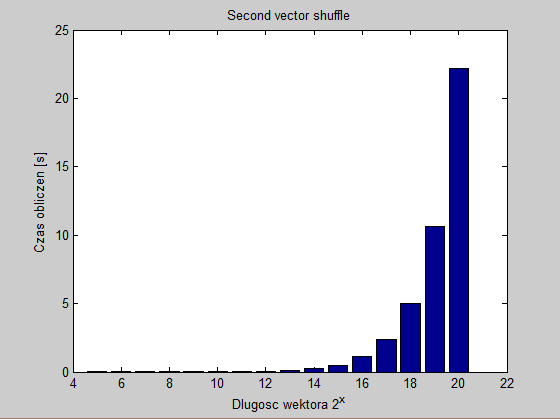 Second vector shuffle
25
20
15
10
5
0
Czas obliczen [s]
4 6 8 10 12 14 16 18 20 22
Dlugosc wektora 2^x